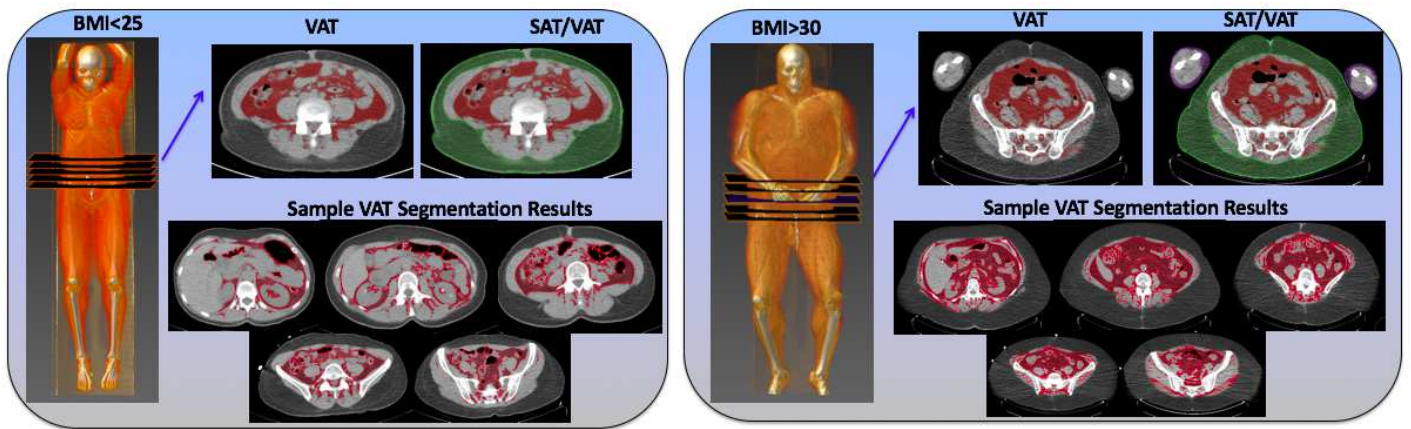 BMI<25
VAT
SAT/VAT
Sample VAT Segmentation Results
BMI>30
VAT
SAT/VAT
Sample VAT Segmentation Results